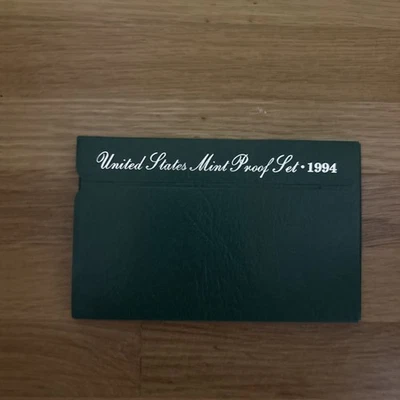 United States Mint Proof Set • 1994